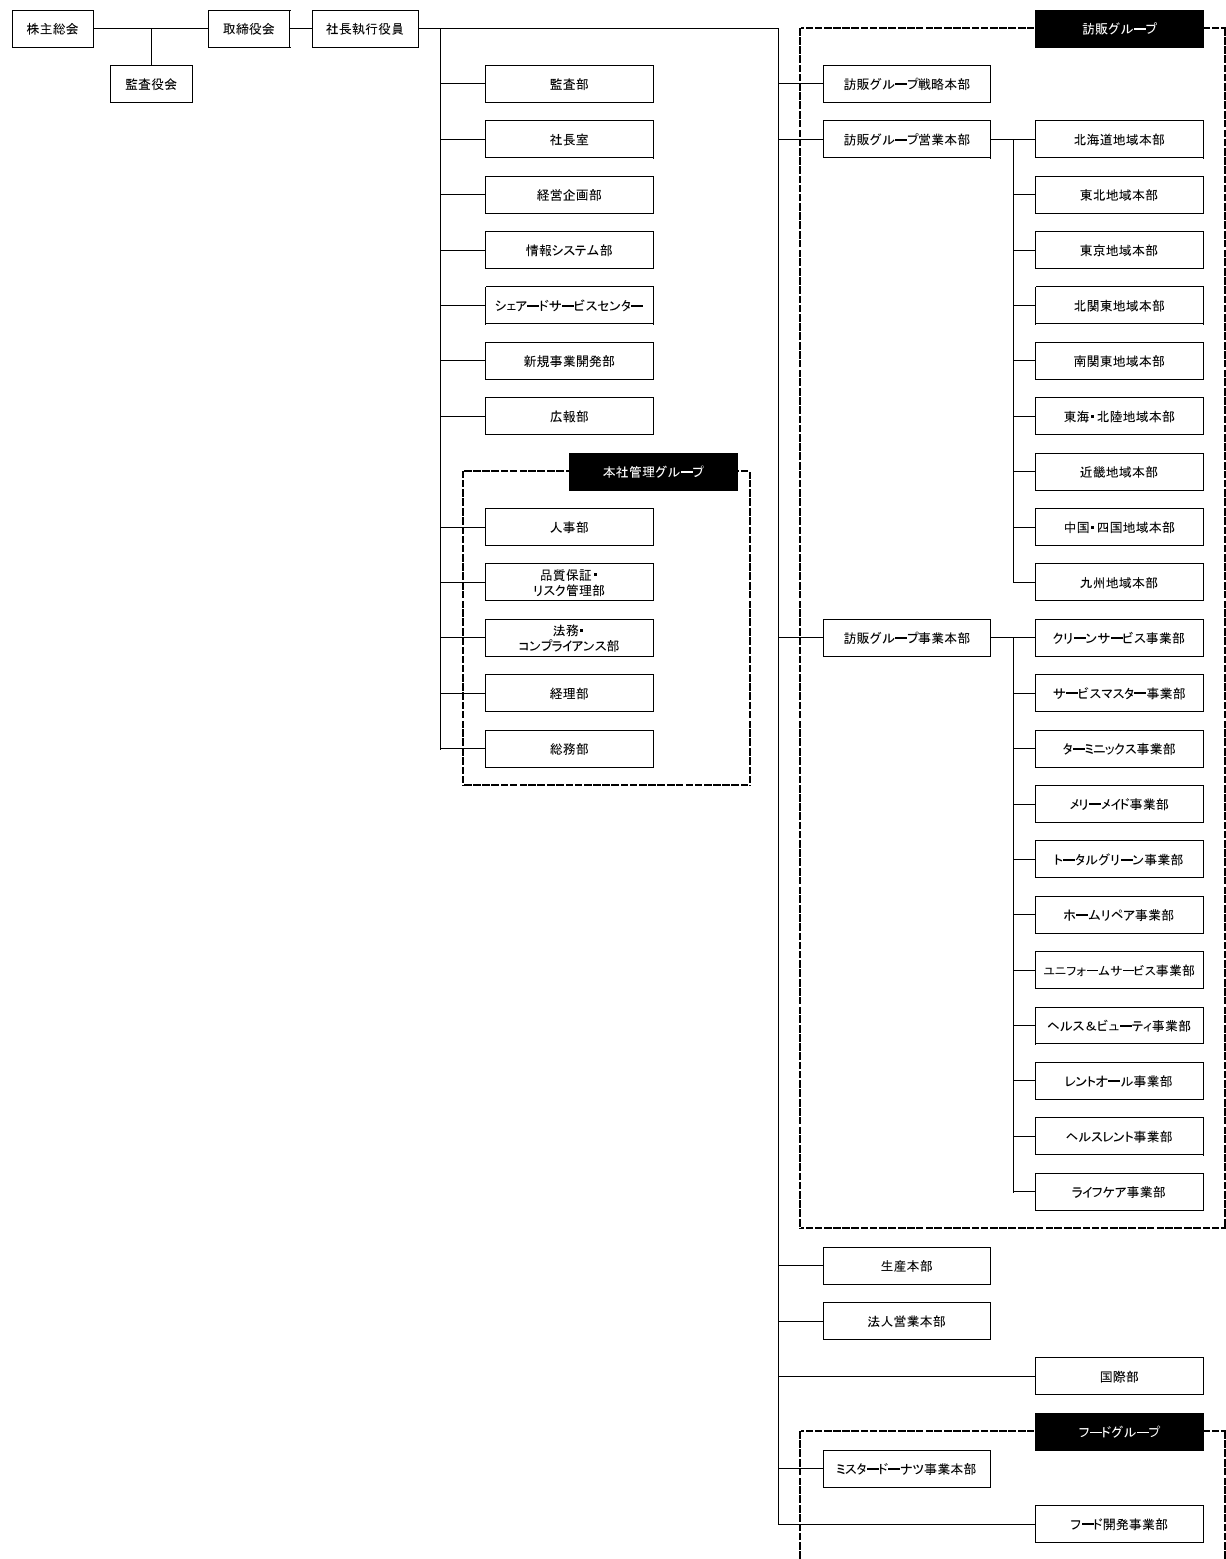 株主総会
取締役会
社長執行役員
監査役会
監査部
社長室
経営企画部
情報システム部
シェアードサービスセンター
新規事業開発部
広報部
本社管理グループ
人事部
品質保証・
リスク管理部
法務・
コンプライアンス部
経理部
総務部
訪販グループ
訪販グループ戦略本部
訪販グループ営業本部
北海道地域本部
東北地域本部
東京地域本部
北関東地域本部
南関東地域本部
東海・北陸地域本部
近畿地域本部
中国・四国地域本部
九州地域本部
訪販グループ事業本部
クリーンサービス事業部
サービスマスター事業部
ターミニックス事業部
メリーメイド事業部
トータルグリーン事業部
ホームリペア事業部
ユニフォームサービス事業部
ヘルス＆ビューティ事業部
レントオール事業部
ヘルスレント事業部
ライフケア事業部
生産本部
法人営業本部
国際部
フードグループ
ミスタードーナツ事業本部
フード開発事業部